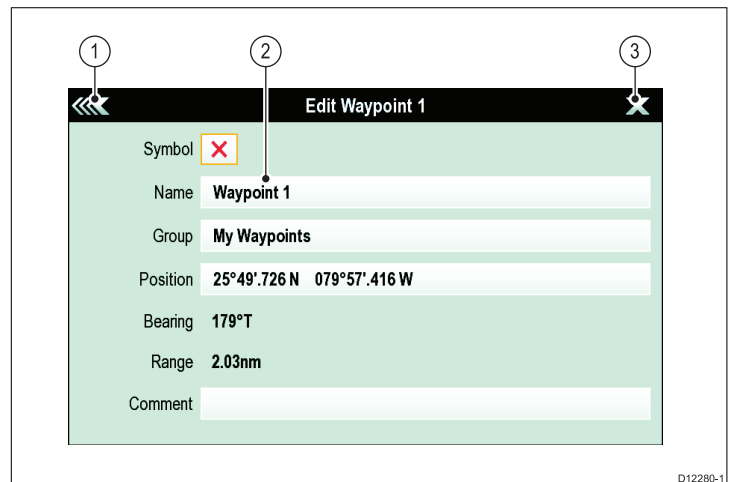 1 2 3
Edit Waypoint 1
Symbol
Name Waypoint 1
Group My Waypoints
Position 25°49'.726 N 079°57'.416 W
Bearing 179°T
Range 2.03nm
Comment
D12280-1